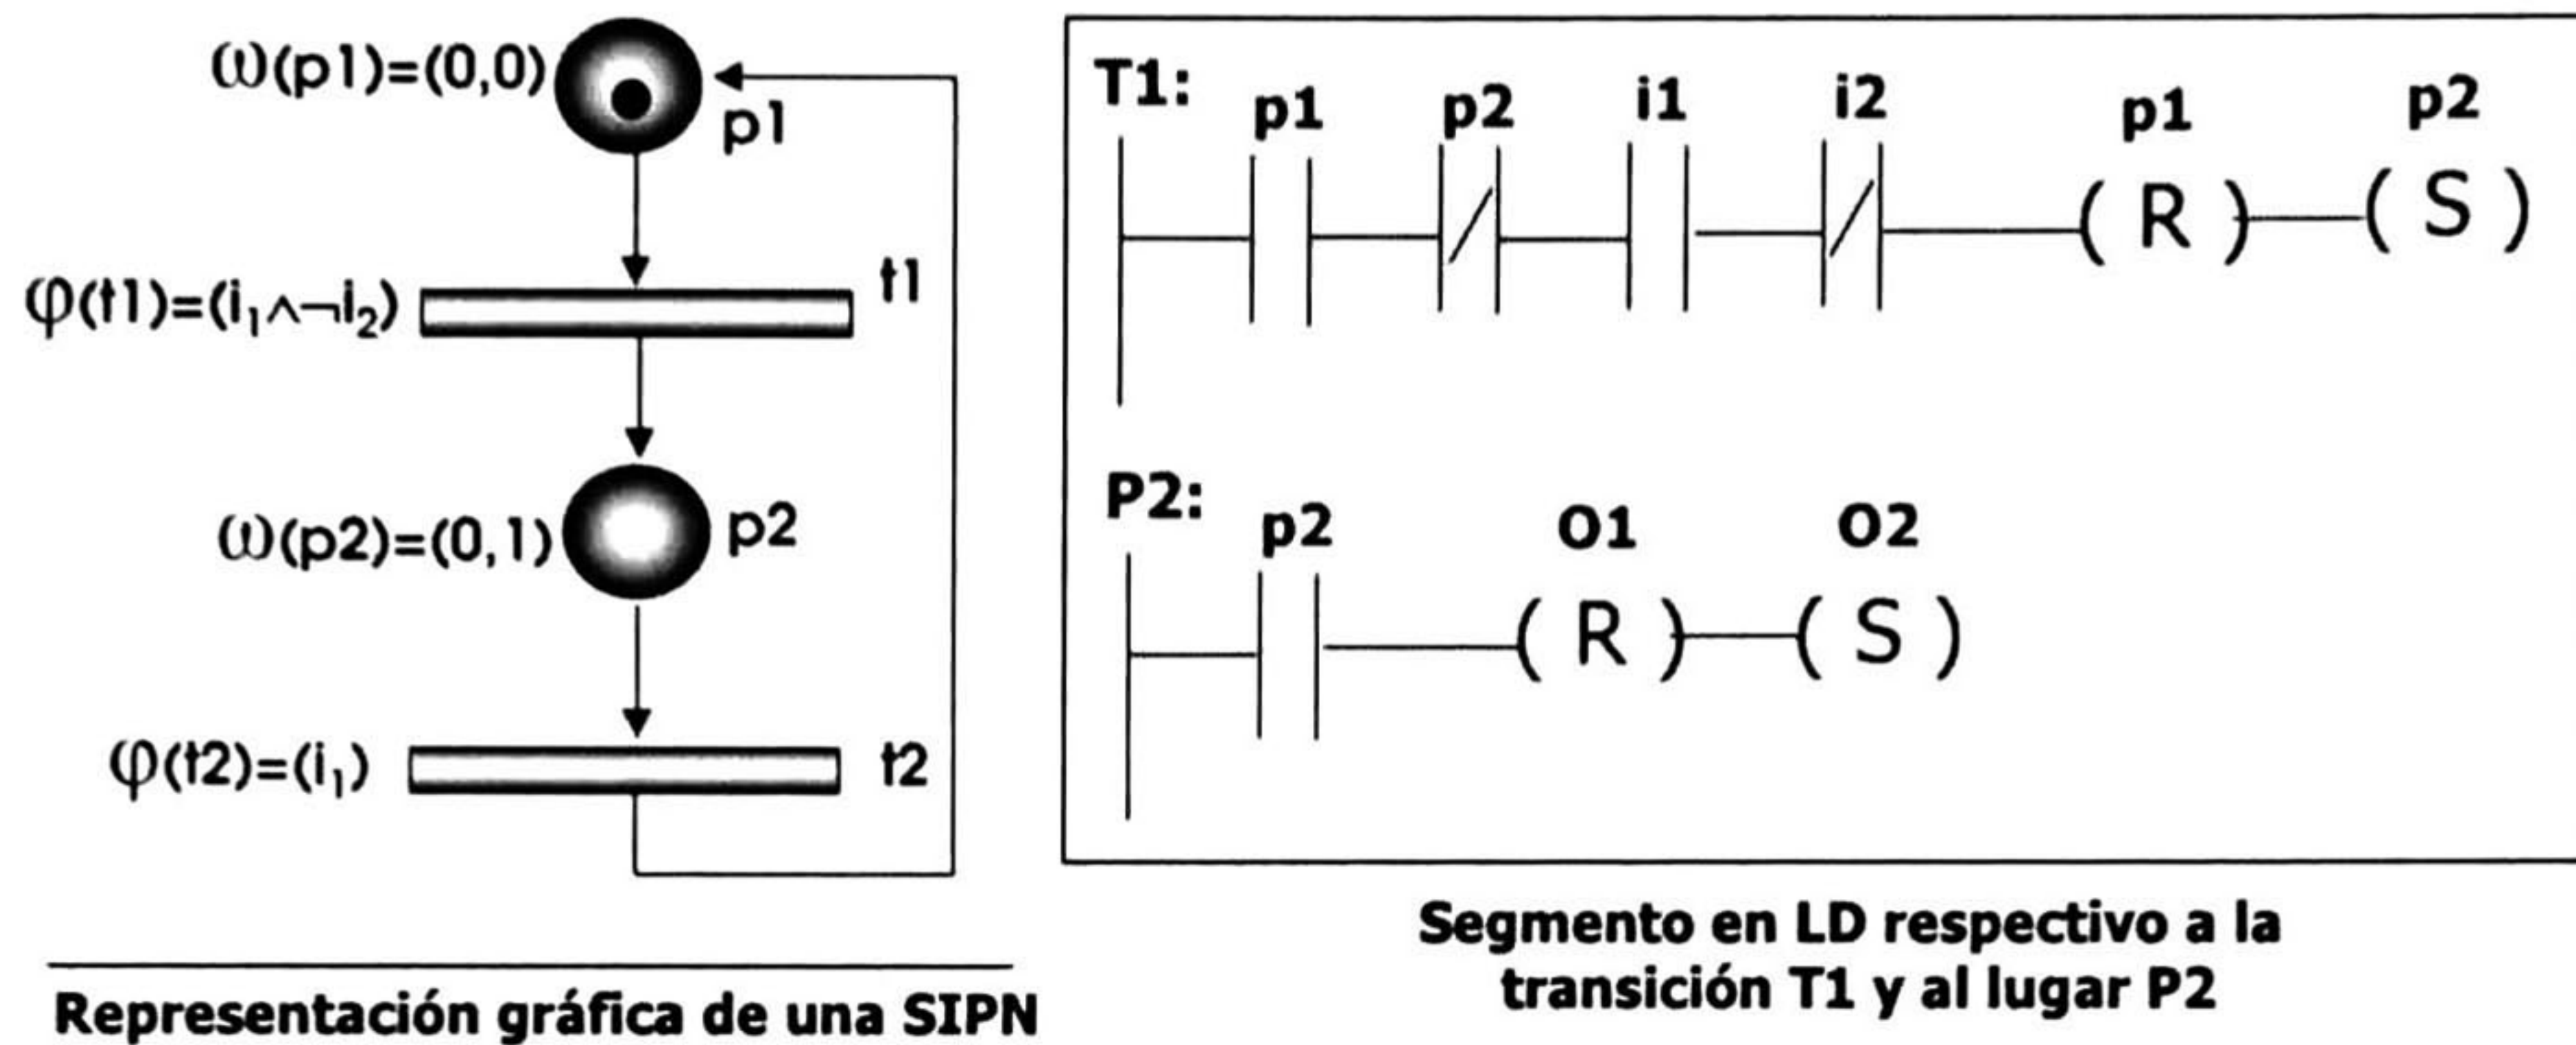 ω(p1)=(0,0)
p1
φ(t1)=(i₁∧¬i₂)
t1
ω(p2)=(0,1)
p2
φ(t2)=(i₁)
t2
Representación gráfica de una SIPN
T1:
p1 p2 i1 i2 p1 p2
( R ) ( S )
P2:
p2 O1 O2
( R ) ( S )
Segmento en LD respectivo a la
transición T1 y al lugar P2